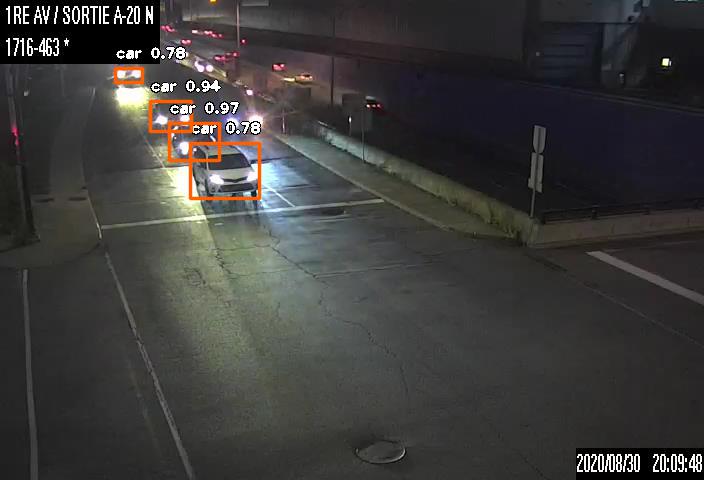 1RE AV / SORTIE A-20 N
1716-463 *
car 0.78
car 0.94
car 0.97
car 0.78
2020/08/30 20:09:48